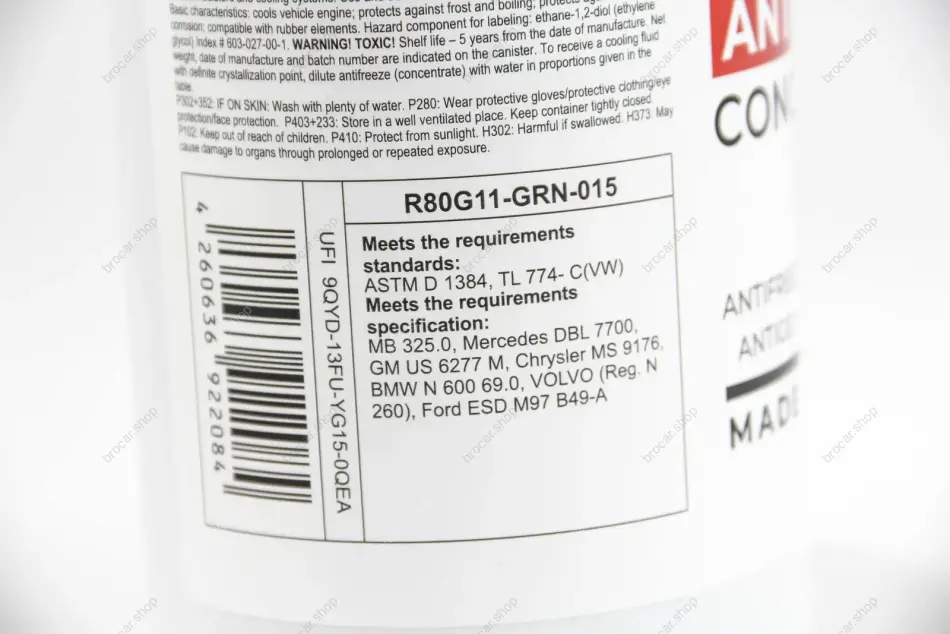 Basic characteristics: cools vehicle engine; protects against frost and boiling; protects
corrosion; compatible with rubber elements. Hazard component for labeling: ethane-1,2-diol (ethylene
glycol) Index # 603-027-00-1. WARNING! TOXIC! Shelf life – 5 years from the date of manufacture. Net
weight, date of manufacture and batch number are indicated on the canister. To receive a cooling fluid
with definite crystallization point, dilute antifreeze (concentrate) with water in proportions given in the
table.
P302+352: IF ON SKIN: Wash with plenty of water. P280: Wear protective gloves/protective clothing/eye
protection/face protection. P403+233: Store in a well ventilated place. Keep container tightly closed.
P102: Keep out of reach of children. P410: Protect from sunlight. H302: Harmful if swallowed. H373: May
cause damage to organs through prolonged or repeated exposure.
R80G11-GRN-015
Meets the requirements
standards:
ASTM D 1384, TL 774- C(VW)
Meets the requirements
specification:
MB 325.0, Mercedes DBL 7700,
GM US 6277 M, Chrysler MS 9176,
BMW N 600 69.0, VOLVO (Reg. N
260), Ford ESD M97 B49-A
UFI 9QYD-13FU-YG15-0QEA
4 260636 922084
AN
CON
ANTIFR
ANTIC
MADE
brocar.shop